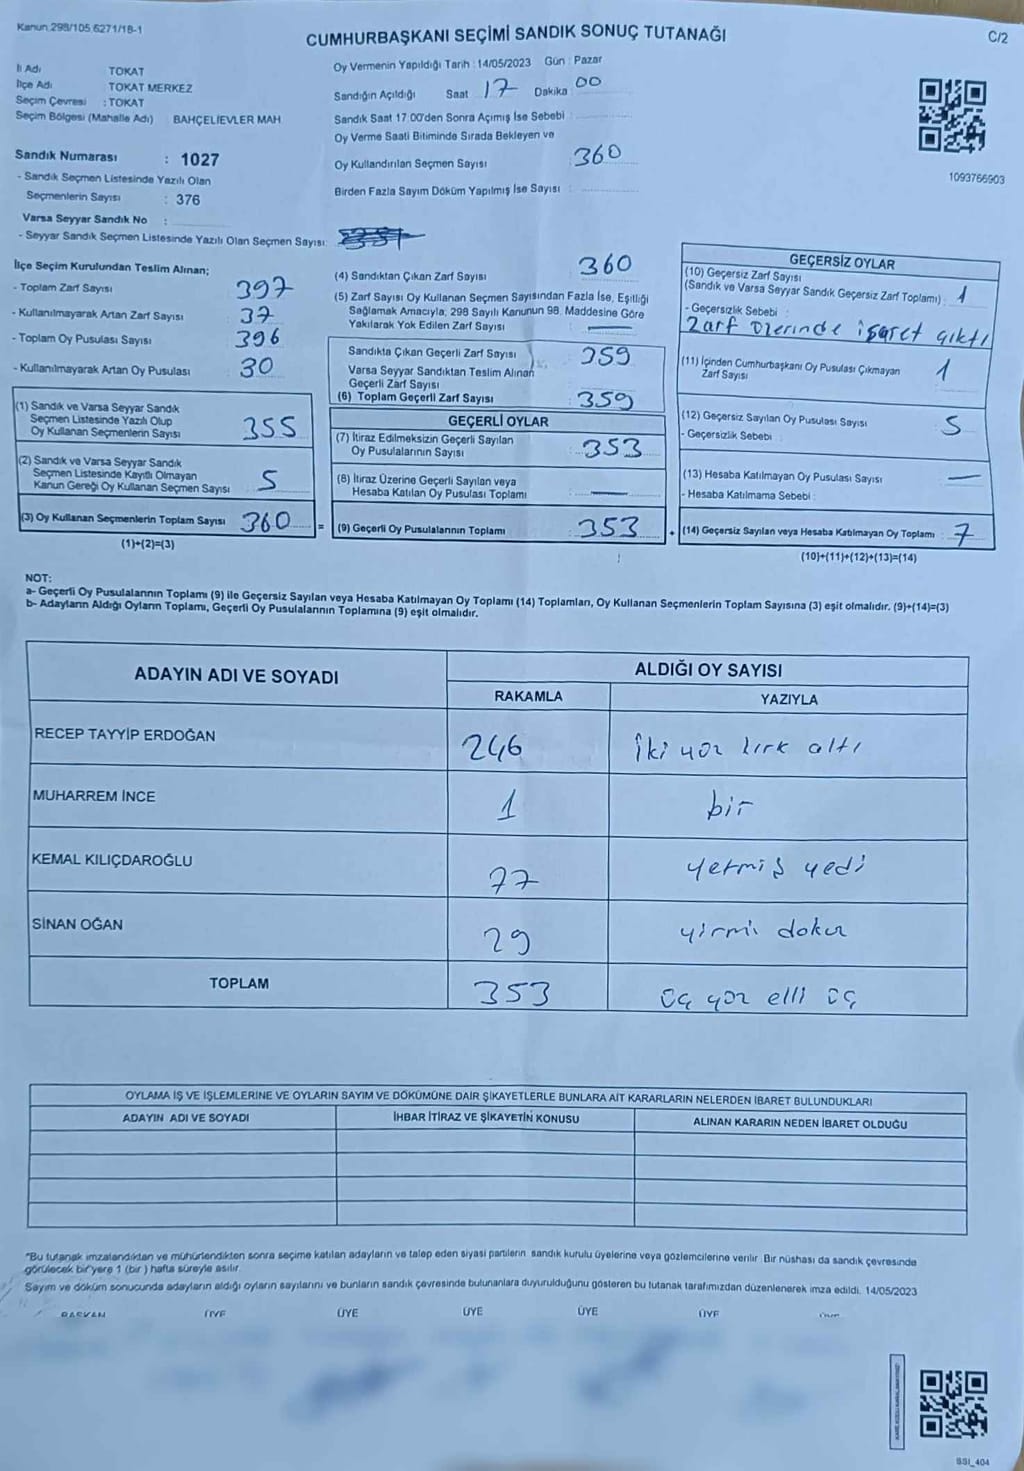 Kanun 298/105 6271/18-1
CUMHURBAŞKANI SEÇİMİ SANDIK SONUÇ TUTANAĞI
C/2
İl Adı TOKAT
İlçe Adı TOKAT MERKEZ
Seçim Çevresi : TOKAT
Seçim Bölgesi (Mahalle Adı) BAHÇELİEVLER MAH
Sandık Numarası : 1027
- Sandık Seçmen Listesinde Yazılı Olan
Seçmenlerin Sayısı : 376
Varsa Seyyar Sandık No :
- Seyyar Sandık Seçmen Listesinde Yazılı Olan Seçmen Sayısı:
Oy Vermenin Yapıldığı Tarih : 14/05/2023 Gün : Pazar
Sandığın Açıldığı Saat 17 Dakika 00
Sandık Saat 17:00'den Sonra Açımış İse Sebebi :
Oy Verme Saati Bitiminde Sırada Bekleyen ve
Oy Kullandırılan Seçmen Sayısı : 360
Birden Fazla Sayım Döküm Yapılmış İse Sayısı :
1093766903
İlçe Seçim Kurulundan Teslim Alınan;
- Toplam Zarf Sayısı 397
- Kullanılmayarak Artan Zarf Sayısı 37
- Toplam Oy Pusulası Sayısı 396
- Kullanılmayarak Artan Oy Pusulası 30
(1) Sandık ve Varsa Seyyar Sandık
Seçmen Listesinde Yazılı Olup
Oy Kullanan Seçmenlerin Sayısı 355
(2) Sandık ve Varsa Seyyar Sandık
Seçmen Listesinde Kayıtlı Olmayan
Kanun Gereği Oy Kullanan Seçmen Sayısı 5
(3) Oy Kullanan Seçmenlerin Toplam Sayısı 360 =
(1)+(2)=(3)
(4) Sandıktan Çıkan Zarf Sayısı 360
(5) Zarf Sayısı Oy Kullanan Seçmen Sayısından Fazla İse, Eşitliği
Sağlamak Amacıyla, 298 Sayılı Kanunun 98. Maddesine Göre
Yakılarak Yok Edilen Zarf Sayısı : —
Sandıkta Çıkan Geçerli Zarf Sayısı 359
Varsa Seyyar Sandıktan Teslim Alınan
Geçerli Zarf Sayısı
(6) Toplam Geçerli Zarf Sayısı 359
GEÇERLİ OYLAR
(7) İtiraz Edilmeksizin Geçerli Sayılan
Oy Pusulalarının Sayısı : 353
(8) İtiraz Üzerine Geçerli Sayılan veya
Hesaba Katılan Oy Pusulası Toplamı : —
(9) Geçerli Oy Pusulalarının Toplamı : 353 +
GEÇERSİZ OYLAR
(10) Geçersiz Zarf Sayısı
(Sandık ve Varsa Seyyar Sandık Geçersiz Zarf Toplamı) : 1
- Geçersizlik Sebebi :
Zarf üzerinde işaret çıktı
(11) İçinden Cumhurbaşkanı Oy Pusulası Çıkmayan
Zarf Sayısı : 1
(12) Geçersiz Sayılan Oy Pusulası Sayısı : 5
- Geçersizlik Sebebi :
(13) Hesaba Katılmayan Oy Pusulası Sayısı : —
- Hesaba Katılmama Sebebi :
(14) Geçersiz Sayılan veya Hesaba Katılmayan Oy Toplamı : 7
(10)+(11)+(12)+(13)=(14)
NOT:
a- Geçerli Oy Pusulalarının Toplamı (9) ile Geçersiz Sayılan veya Hesaba Katılmayan Oy Toplamı (14) Toplamları, Oy Kullanan Seçmenlerin Toplam Sayısına (3) eşit olmalıdır. (9)+(14)=(3)
b- Adayların Aldığı Oyların Toplamı, Geçerli Oy Pusulalarının Toplamına (9) eşit olmalıdır.
ADAYIN ADI VE SOYADI ALDIĞI OY SAYISI
RAKAMLA YAZIYLA
RECEP TAYYİP ERDOĞAN 246 iki yüz kırk altı
MUHARREM İNCE 1 bir
KEMAL KILIÇDAROĞLU 77 yetmiş yedi
SİNAN OĞAN 29 yirmi dokuz
TOPLAM 353 üç yüz elli üç
OYLAMA İŞ VE İŞLEMLERİNE VE OYLARIN SAYIM VE DÖKÜMÜNE DAİR ŞİKAYETLERLE BUNLARA AİT KARARLARIN NELERDEN İBARET BULUNDUKLARI
ADAYIN ADI VE SOYADI İHBAR İTİRAZ VE ŞİKAYETİN KONUSU ALINAN KARARIN NEDEN İBARET OLDUĞU
"Bu tutanak imzalandıktan ve mühürlendikten sonra seçime katılan adayların ve talep eden siyasi partilerin sandık kurulu üyelerine veya gözlemcilerine verilir. Bir nüshası da sandık çevresinde
görülecek bir yere 1 (bir) hafta süreyle asılır.
Sayım ve döküm sonucunda adayların aldığı oyların sayılarını ve bunların sandık çevresinde bulunanlara duyurulduğunu gösteren bu tutanak tarafımızdan düzenlenerek imza edildi. 14/05/2023
BAŞKAN ÜYE ÜYE ÜYE ÜYE ÜYE ÜYE
SSI_404